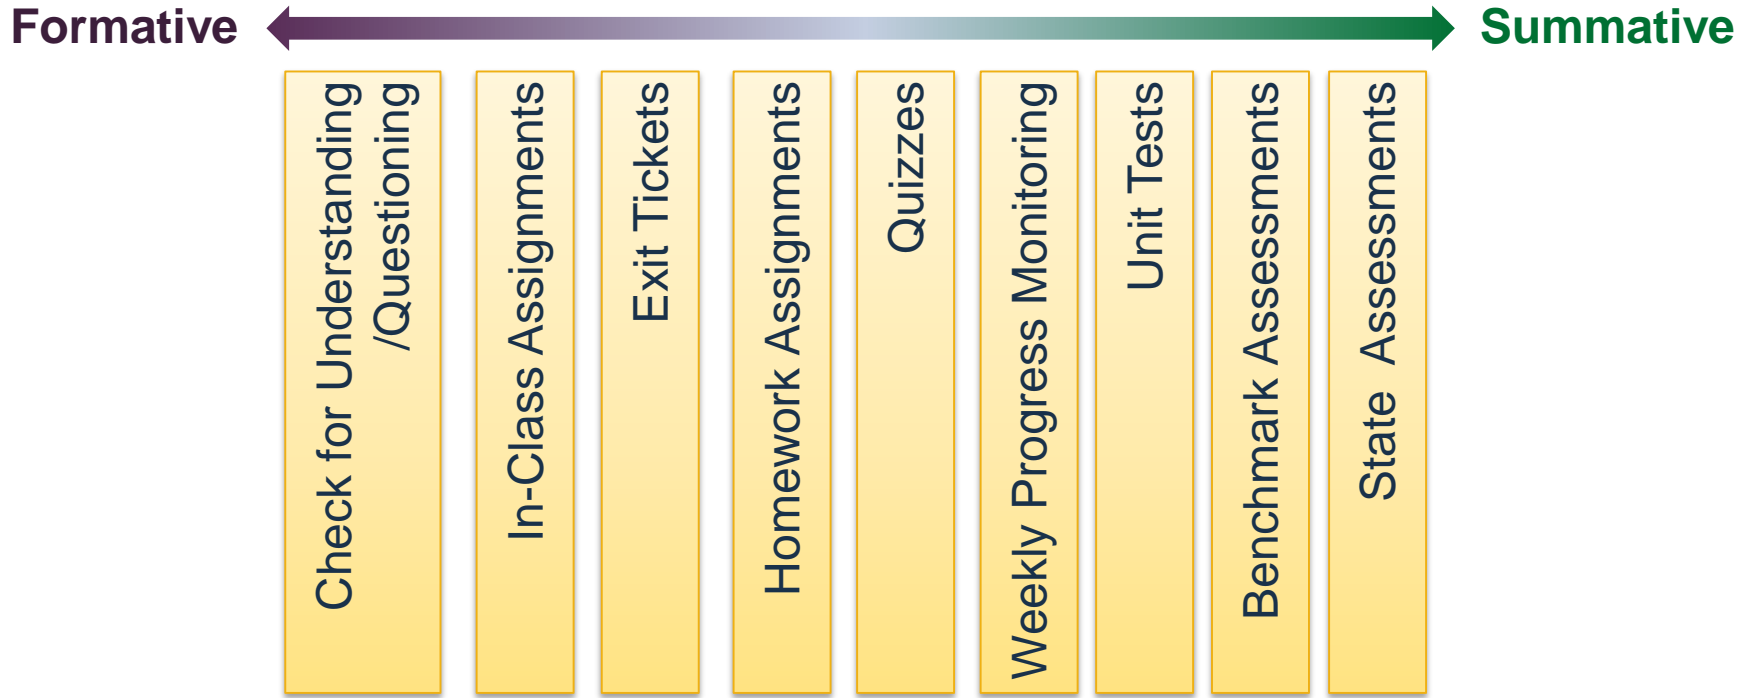 Formative
Summative
Check for Understanding
/Questioning
In-Class Assignments
Exit Tickets
Homework Assignments
Quizzes
Weekly Progress Monitoring
Unit Tests
Benchmark Assessments
State Assessments